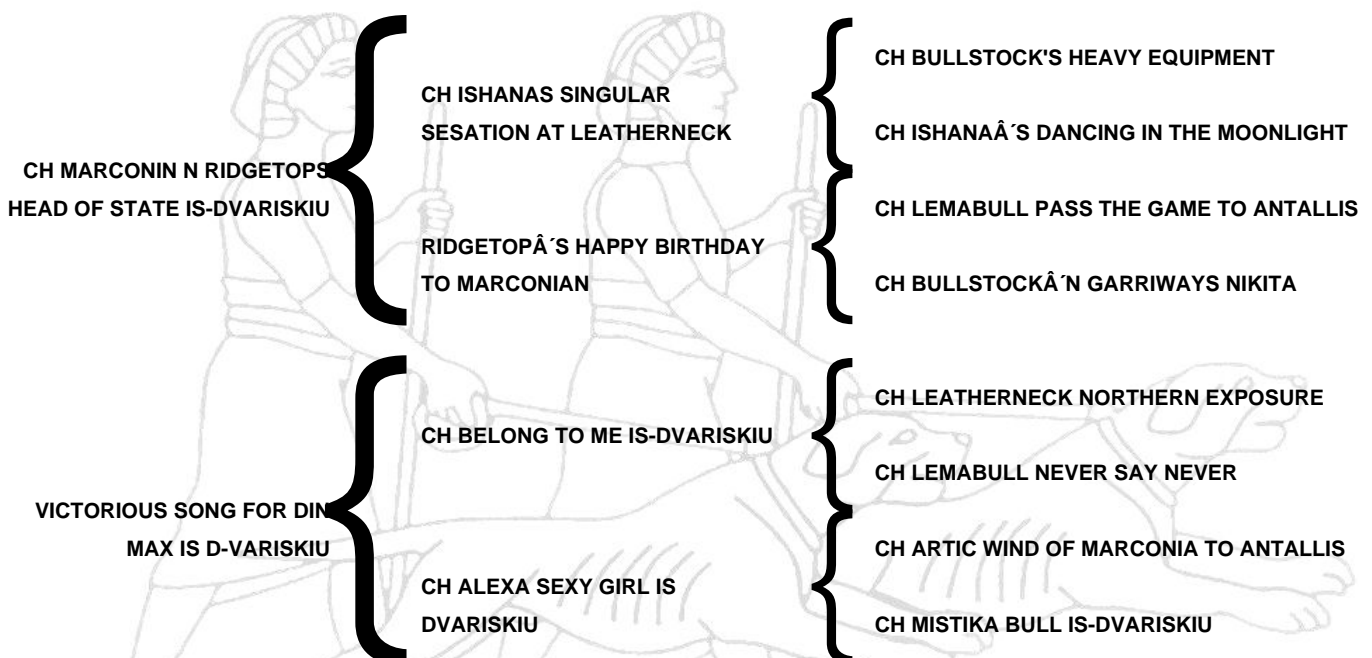 CH MARCONIN N RIDGETOPS
HEAD OF STATE IS-DVARISKIU
CH ISHANAS SINGULAR
SESATION AT LEATHERNECK
CH BULLSTOCK'S HEAVY EQUIPMENT
CH ISHANAÂ´S DANCING IN THE MOONLIGHT
RIDGETOPÂ´S HAPPY BIRTHDAY
TO MARCONIAN
CH LEMABULL PASS THE GAME TO ANTALLIS
CH BULLSTOCKÂ´N GARRIWAYS NIKITA
VICTORIOUS SONG FOR DIN
MAX IS D-VARISKIU
CH BELONG TO ME IS-DVARISKIU
CH LEATHERNECK NORTHERN EXPOSURE
CH LEMABULL NEVER SAY NEVER
CH ALEXA SEXY GIRL IS
DVARISKIU
CH ARTIC WIND OF MARCONIA TO ANTALLIS
CH MISTIKA BULL IS-DVARISKIU